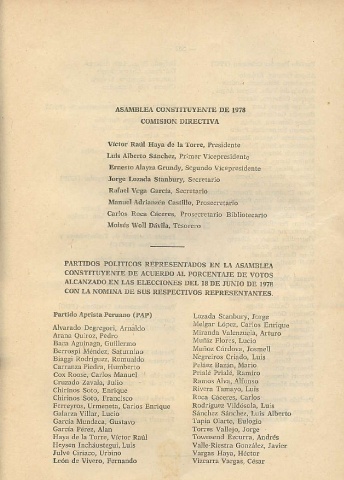 ASAMBLEA CONSTITUYENTE DE 1978
COMISION DIRECTIVA
Víctor Raúl Haya de la Torre, Presidente
Luis Alberto Sánchez, Primer Vicepresidente
Ernesto Alayza Grundy, Segundo Vicepresidente
Jorge Lozada Stanbury, Secretario
Rafael Vega García, Secretario
Manuel Adrianzén Castillo, Prosecretario
Carlos Roca Cáceres, Prosecretario Bibliotecario
Moisés Woll Dávila, Tesorero
PARTIDOS POLITICOS REPRESENTADOS EN LA ASAMBLEA
CONSTITUYENTE DE ACUERDO AL PORCENTAJE DE VOTOS
ALCANZADO EN LAS ELECCIONES DEL 18 DE JUNIO DE 1978
CON LA NOMINA DE SUS RESPECTIVOS REPRESENTANTES.
Partido Aprista Peruano (PAP)
Alvarado Degregori, Arnaldo
Arana Quiroz, Pedro
Baca Aguinaga, Guillermo
Berrospi Méndez, Saturnino
Biaggi Rodríguez, Romualdo
Carranza Piedra, Humberto
Cox Roose, Carlos Manuel
Cruzado Zavala, Julio
Chirinos Soto, Enrique
Chirinos Soto, Francisco
Ferreyros, Urmeneta, Carlos Enrique
Galarza Villar, Lucio
García Mendoza, Gustavo
García Pérez, Alan
Haya de la Torre, Víctor Raúl
Heysen Incháustegui, Luis
Julve Ciriaco, Urbino
León de Vivero, Fernando
Lozada Stanbury, Jorge
Melgar López, Carlos Enrique
Miranda Valenzuela, Arturo
Muñiz Flores, Lucio
Muñoz Córdova, Jeamell
Negreiros Criado, Luis
Peláez Bazán, Mario
Prialé Prialé, Ramiro
Ramos Alva, Alfonso
Rivera Tamayo, Luis
Roca Cáceres, Carlos
Rodríguez Vildósola, Luis
Sánchez Sánchez, Luis Alberto
Tapia Olarte, Eulogio
Torres Vallejo, Jorge
Townsend Ezcurra, Andrés
Valle-Riestra González, Javier
Vargas Haya, Héctor
Vizcarra Vargas, César